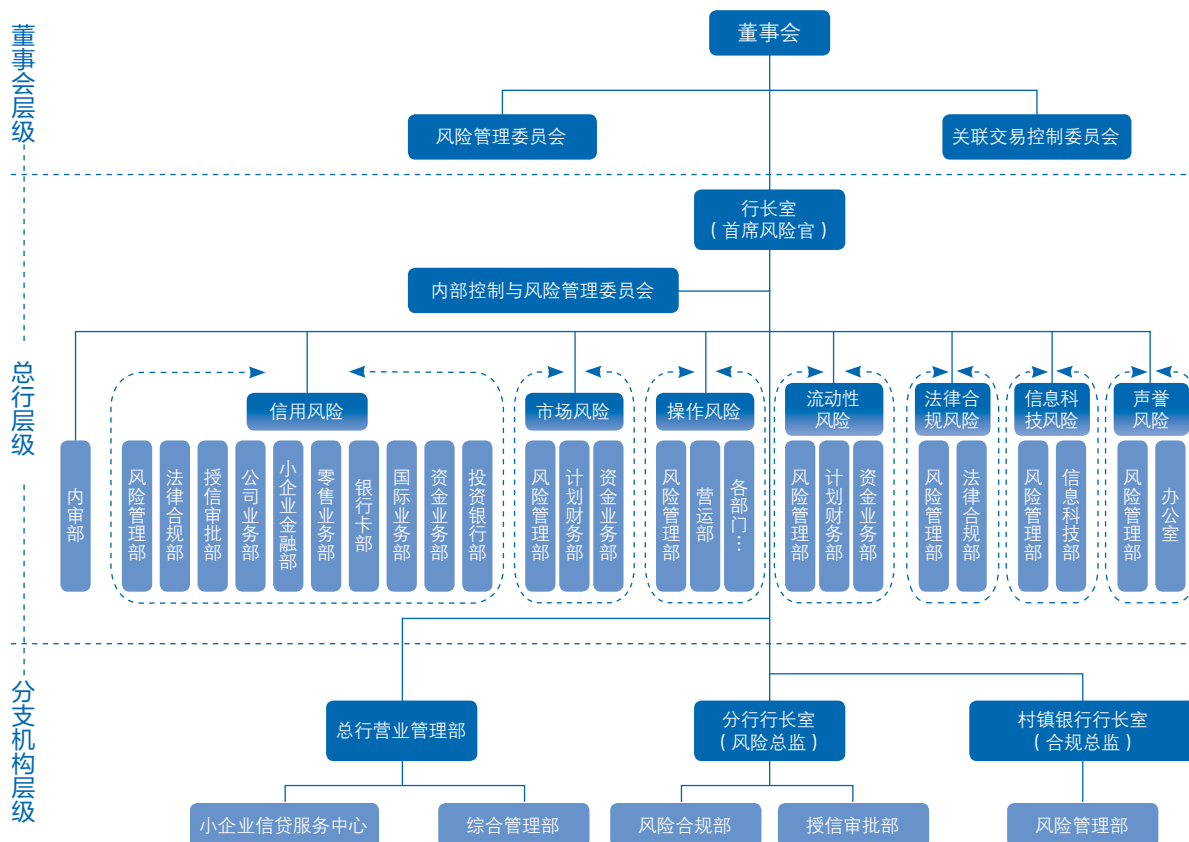 董事会层级
董事会
风险管理委员会
关联交易控制委员会
总行层级
行长室
（首席风险官）
内部控制与风险管理委员会
内审部
信用风险
风险管理部
法律合规部
授信审批部
公司业务部
小企业金融部
零售业务部
银行卡部
国际业务部
资金业务部
投资银行部
市场风险
风险管理部
计划财务部
资金业务部
操作风险
风险管理部
营运部
各部门…
流动性
风险
风险管理部
计划财务部
资金业务部
法律合
规风险
风险管理部
法律合规部
信息科
技风险
风险管理部
信息科技部
声誉
风险
风险管理部
办公室
分支机构层级
总行营业管理部
小企业信贷服务中心
综合管理部
分行行长室
（风险总监）
风险合规部
授信审批部
村镇银行行长室
（合规总监）
风险管理部